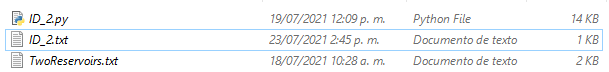 ID_2.py 19/07/2021 12:09 p. m. Python File 14 KB
ID_2.txt 23/07/2021 2:45 p. m. Documento de texto 1 KB
TwoReservoirs.txt 18/07/2021 10:28 a. m. Documento de texto 2 KB